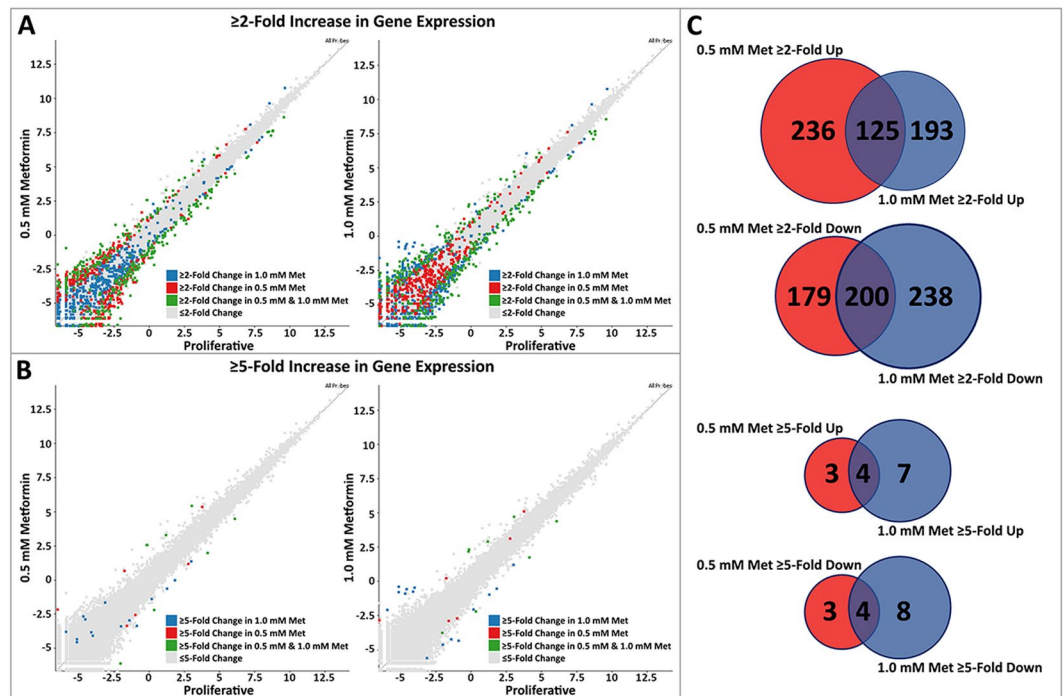 A
≥2-Fold Increase in Gene Expression
All Probes
12.5
10
7.5
5
2.5
0
-2.5
-5
0.5 mM Metformin
≥2-Fold Change in 1.0 mM Met
≥2-Fold Change in 0.5 mM Met
≥2-Fold Change in 0.5 mM & 1.0 mM Met
≤2-Fold Change
-5 -2.5 0 2.5 5 7.5 10 12.5
Proliferative
All Probes
12.5
10
7.5
5
2.5
0
-2.5
-5
1.0 mM Metformin
≥2-Fold Change in 1.0 mM Met
≥2-Fold Change in 0.5 mM Met
≥2-Fold Change in 0.5 mM & 1.0 mM Met
≤2-Fold Change
-5 -2.5 0 2.5 5 7.5 10 12.5
Proliferative
B
≥5-Fold Increase in Gene Expression
All Probes
12.5
10
7.5
5
2.5
0
-2.5
-5
0.5 mM Metformin
≥5-Fold Change in 1.0 mM Met
≥5-Fold Change in 0.5 mM Met
≥5-Fold Change in 0.5 mM & 1.0 mM Met
≤5-Fold Change
-5 -2.5 0 2.5 5 7.5 10 12.5
Proliferative
All Probes
12.5
10
7.5
5
2.5
0
-2.5
-5
1.0 mM Metformin
≥5-Fold Change in 1.0 mM Met
≥5-Fold Change in 0.5 mM Met
≥5-Fold Change in 0.5 mM & 1.0 mM Met
≤5-Fold Change
-5 -2.5 0 2.5 5 7.5 10 12.5
Proliferative
C
0.5 mM Met ≥2-Fold Up
236 125 193
1.0 mM Met ≥2-Fold Up
0.5 mM Met ≥2-Fold Down
179 200 238
1.0 mM Met ≥2-Fold Down
0.5 mM Met ≥5-Fold Up
3 4 7
1.0 mM Met ≥5-Fold Up
0.5 mM Met ≥5-Fold Down
3 4 8
1.0 mM Met ≥5-Fold Down